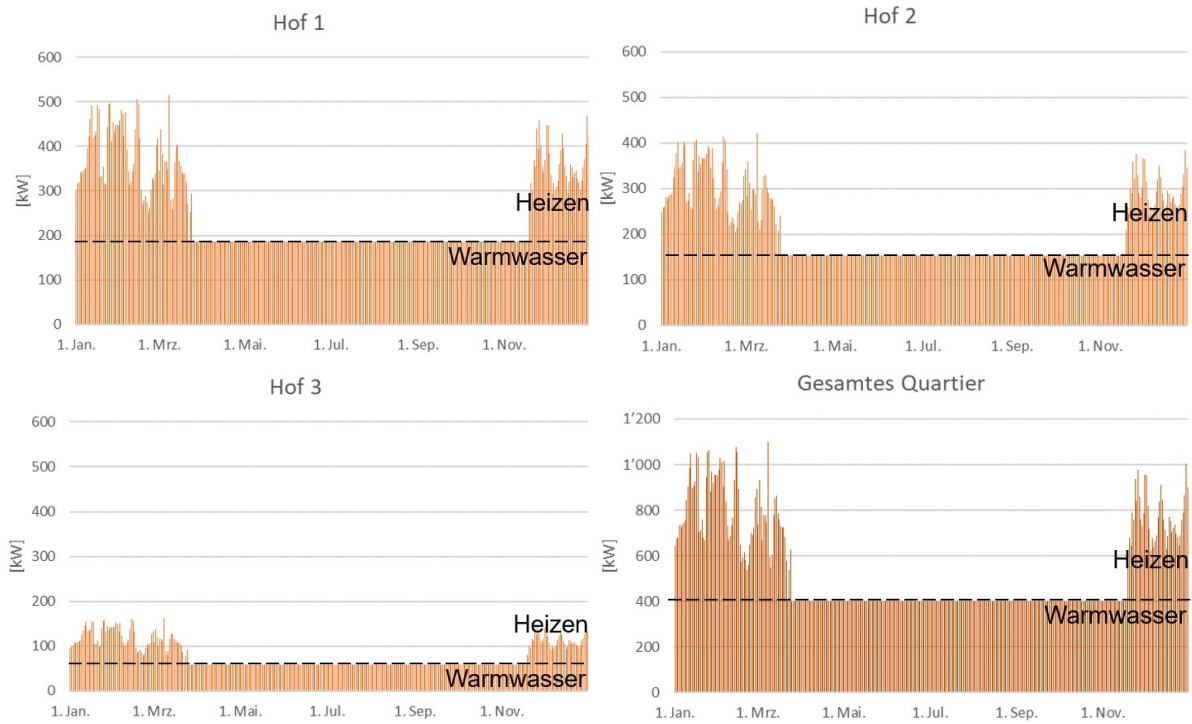 Hof 1
600
500
400
300
200
100
0
[kW]
Heizen
Warmwasser
1. Jan.
1. Mrz.
1. Mai.
1. Jul.
1. Sep.
1. Nov.
Hof 2
600
500
400
300
200
100
0
[kW]
Heizen
Warmwasser
1. Jan.
1. Mrz.
1. Mai.
1. Jul.
1. Sep.
1. Nov.
Hof 3
600
500
400
300
200
100
0
[kW]
Heizen
Warmwasser
1. Jan.
1. Mrz.
1. Mai.
1. Jul.
1. Sep.
1. Nov.
Gesamtes Quartier
1’200
1’000
800
600
400
200
0
[kW]
Heizen
Warmwasser
1. Jan.
1. Mrz.
1. Mai.
1. Jul.
1. Sep.
1. Nov.